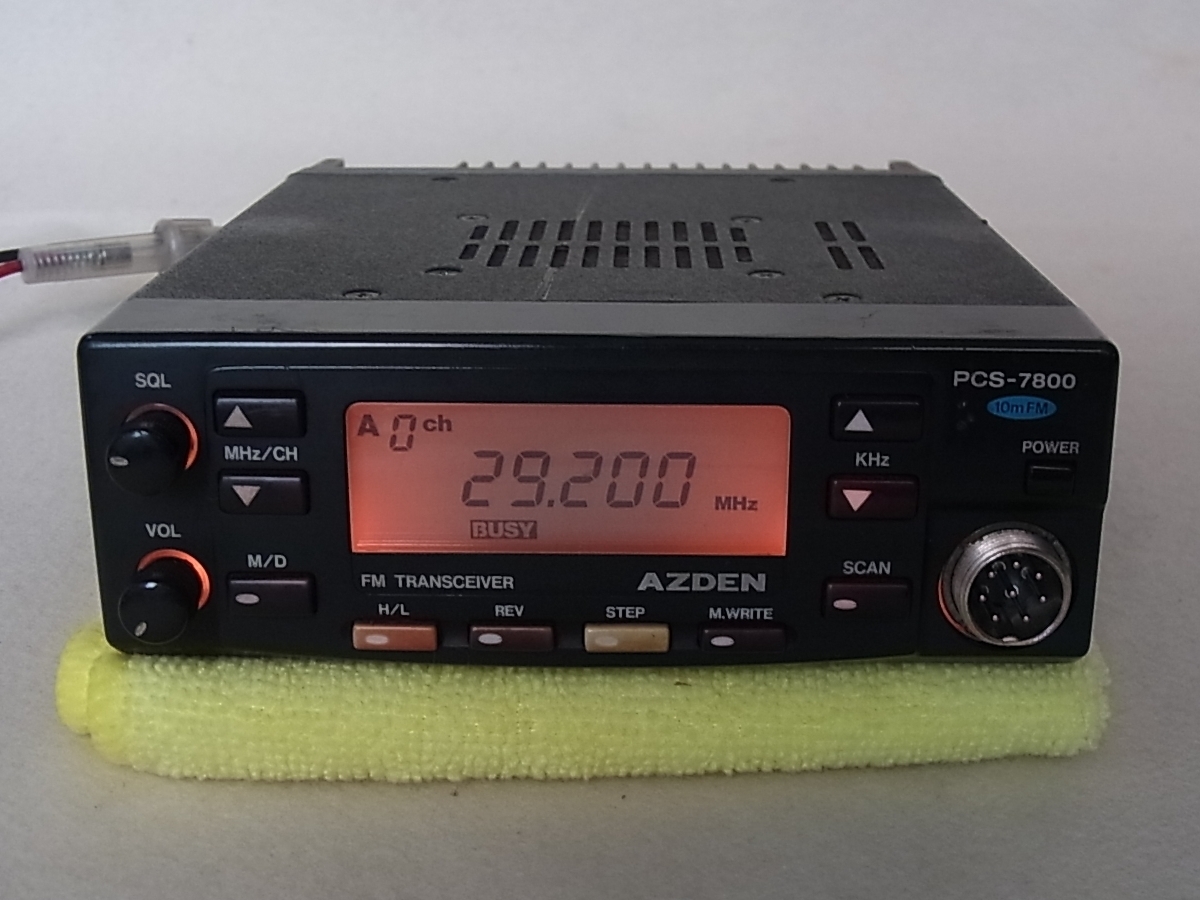 PCS-7800
10m FM
SQL
MHz/CH
A 0 ch
29.200 MHz
BUSY
KHz
POWER
VOL
M/D
FM TRANSCEIVER
AZDEN
SCAN
H/L
REV
STEP
M.WRITE